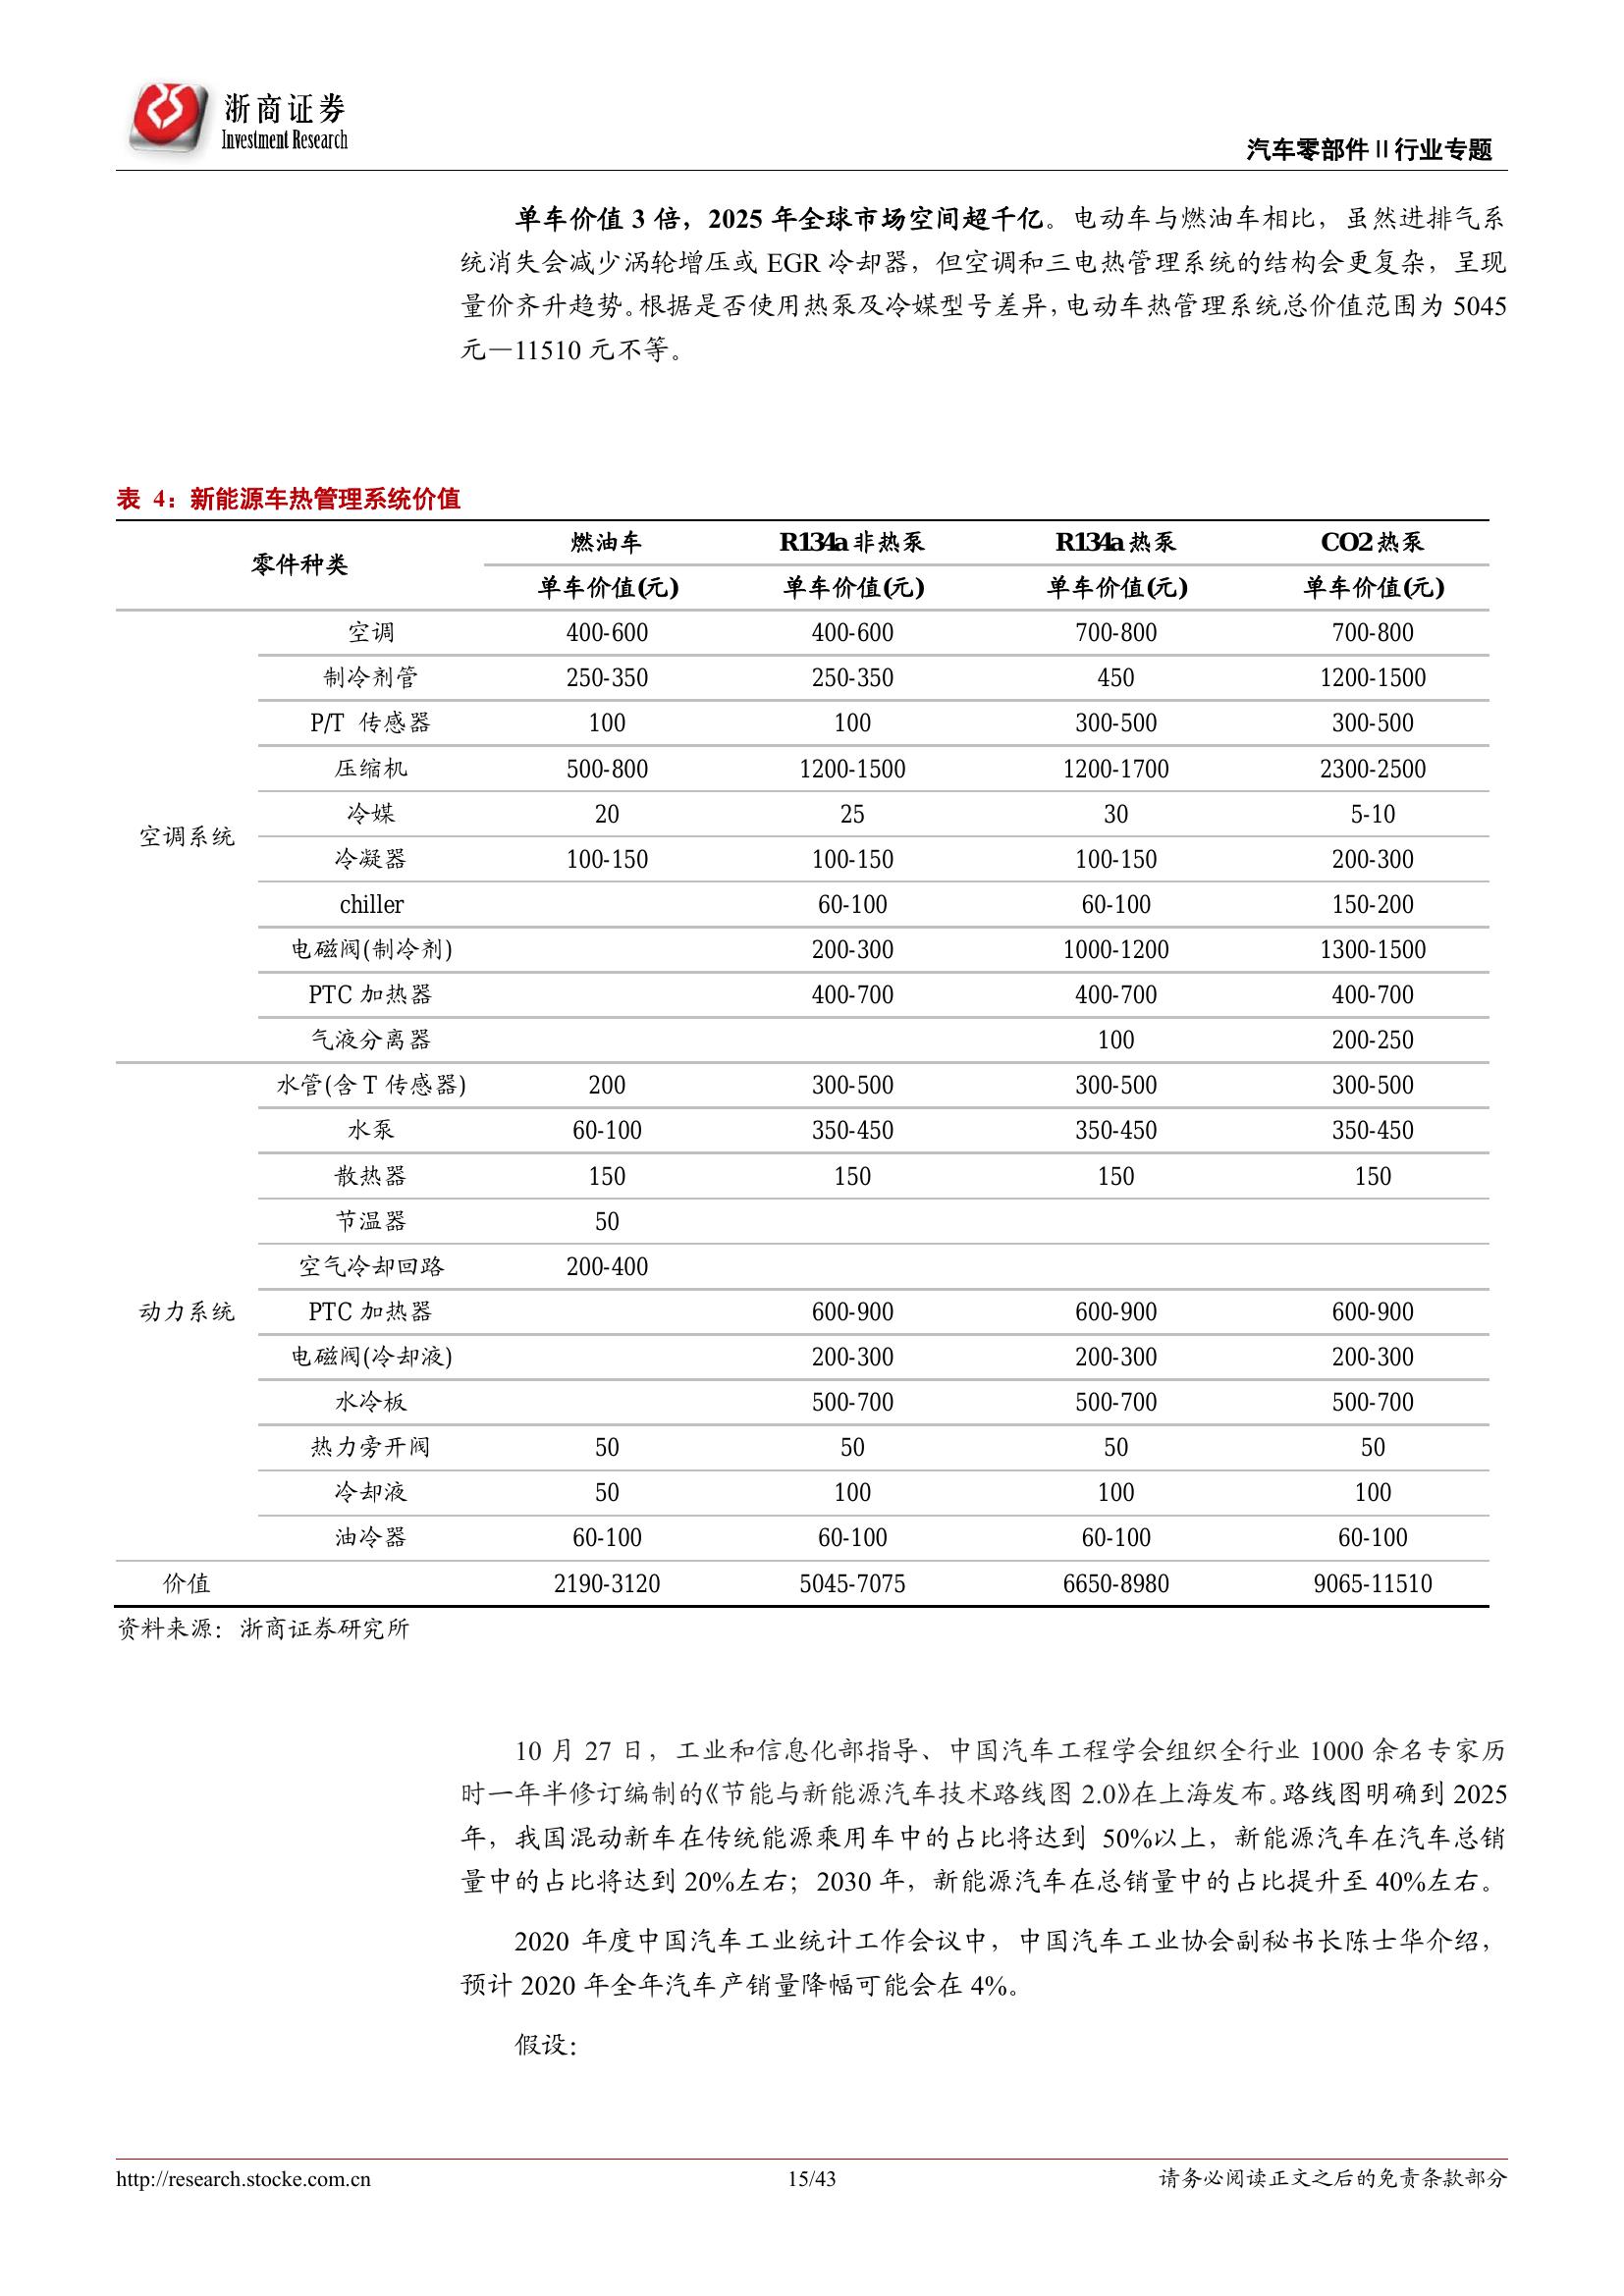 浙商证券
Investment Research
汽车零部件Ⅱ行业专题
单车价值 3 倍，2025 年全球市场空间超千亿。电动车与燃油车相比，虽然进排气系
统消失会减少涡轮增压或 EGR 冷却器，但空调和三电热管理系统的结构会更复杂，呈现
量价齐升趋势。根据是否使用热泵及冷媒型号差异，电动车热管理系统总价值范围为 5045
元—11510 元不等。
表 4：新能源车热管理系统价值
零件种类 燃油车 R134a 非热泵 R134a 热泵 CO2 热泵
单车价值(元) 单车价值(元) 单车价值(元) 单车价值(元)
空调系统 空调 400-600 400-600 700-800 700-800
制冷剂管 250-350 250-350 450 1200-1500
P/T 传感器 100 100 300-500 300-500
压缩机 500-800 1200-1500 1200-1700 2300-2500
冷媒 20 25 30 5-10
冷凝器 100-150 100-150 100-150 200-300
chiller 60-100 60-100 150-200
电磁阀(制冷剂) 200-300 1000-1200 1300-1500
PTC 加热器 400-700 400-700 400-700
气液分离器 100 200-250
动力系统 水管(含 T 传感器) 200 300-500 300-500 300-500
水泵 60-100 350-450 350-450 350-450
散热器 150 150 150 150
节温器 50
空气冷却回路 200-400
PTC 加热器 600-900 600-900 600-900
电磁阀(冷却液) 200-300 200-300 200-300
水冷板 500-700 500-700 500-700
热力旁开阀 50 50 50 50
冷却液 50 100 100 100
油冷器 60-100 60-100 60-100 60-100
价值 2190-3120 5045-7075 6650-8980 9065-11510
资料来源：浙商证券研究所
10 月 27 日，工业和信息化部指导、中国汽车工程学会组织全行业 1000 余名专家历
时一年半修订编制的《节能与新能源汽车技术路线图 2.0》在上海发布。路线图明确到 2025
年，我国混动新车在传统能源乘用车中的占比将达到 50%以上，新能源汽车在汽车总销
量中的占比将达到 20%左右；2030 年，新能源汽车在总销量中的占比提升至 40%左右。
2020 年度中国汽车工业统计工作会议中，中国汽车工业协会副秘书长陈士华介绍，
预计 2020 年全年汽车产销量降幅可能会在 4%。
假设：
http://research.stocke.com.cn 15/43 请务必阅读正文之后的免责条款部分